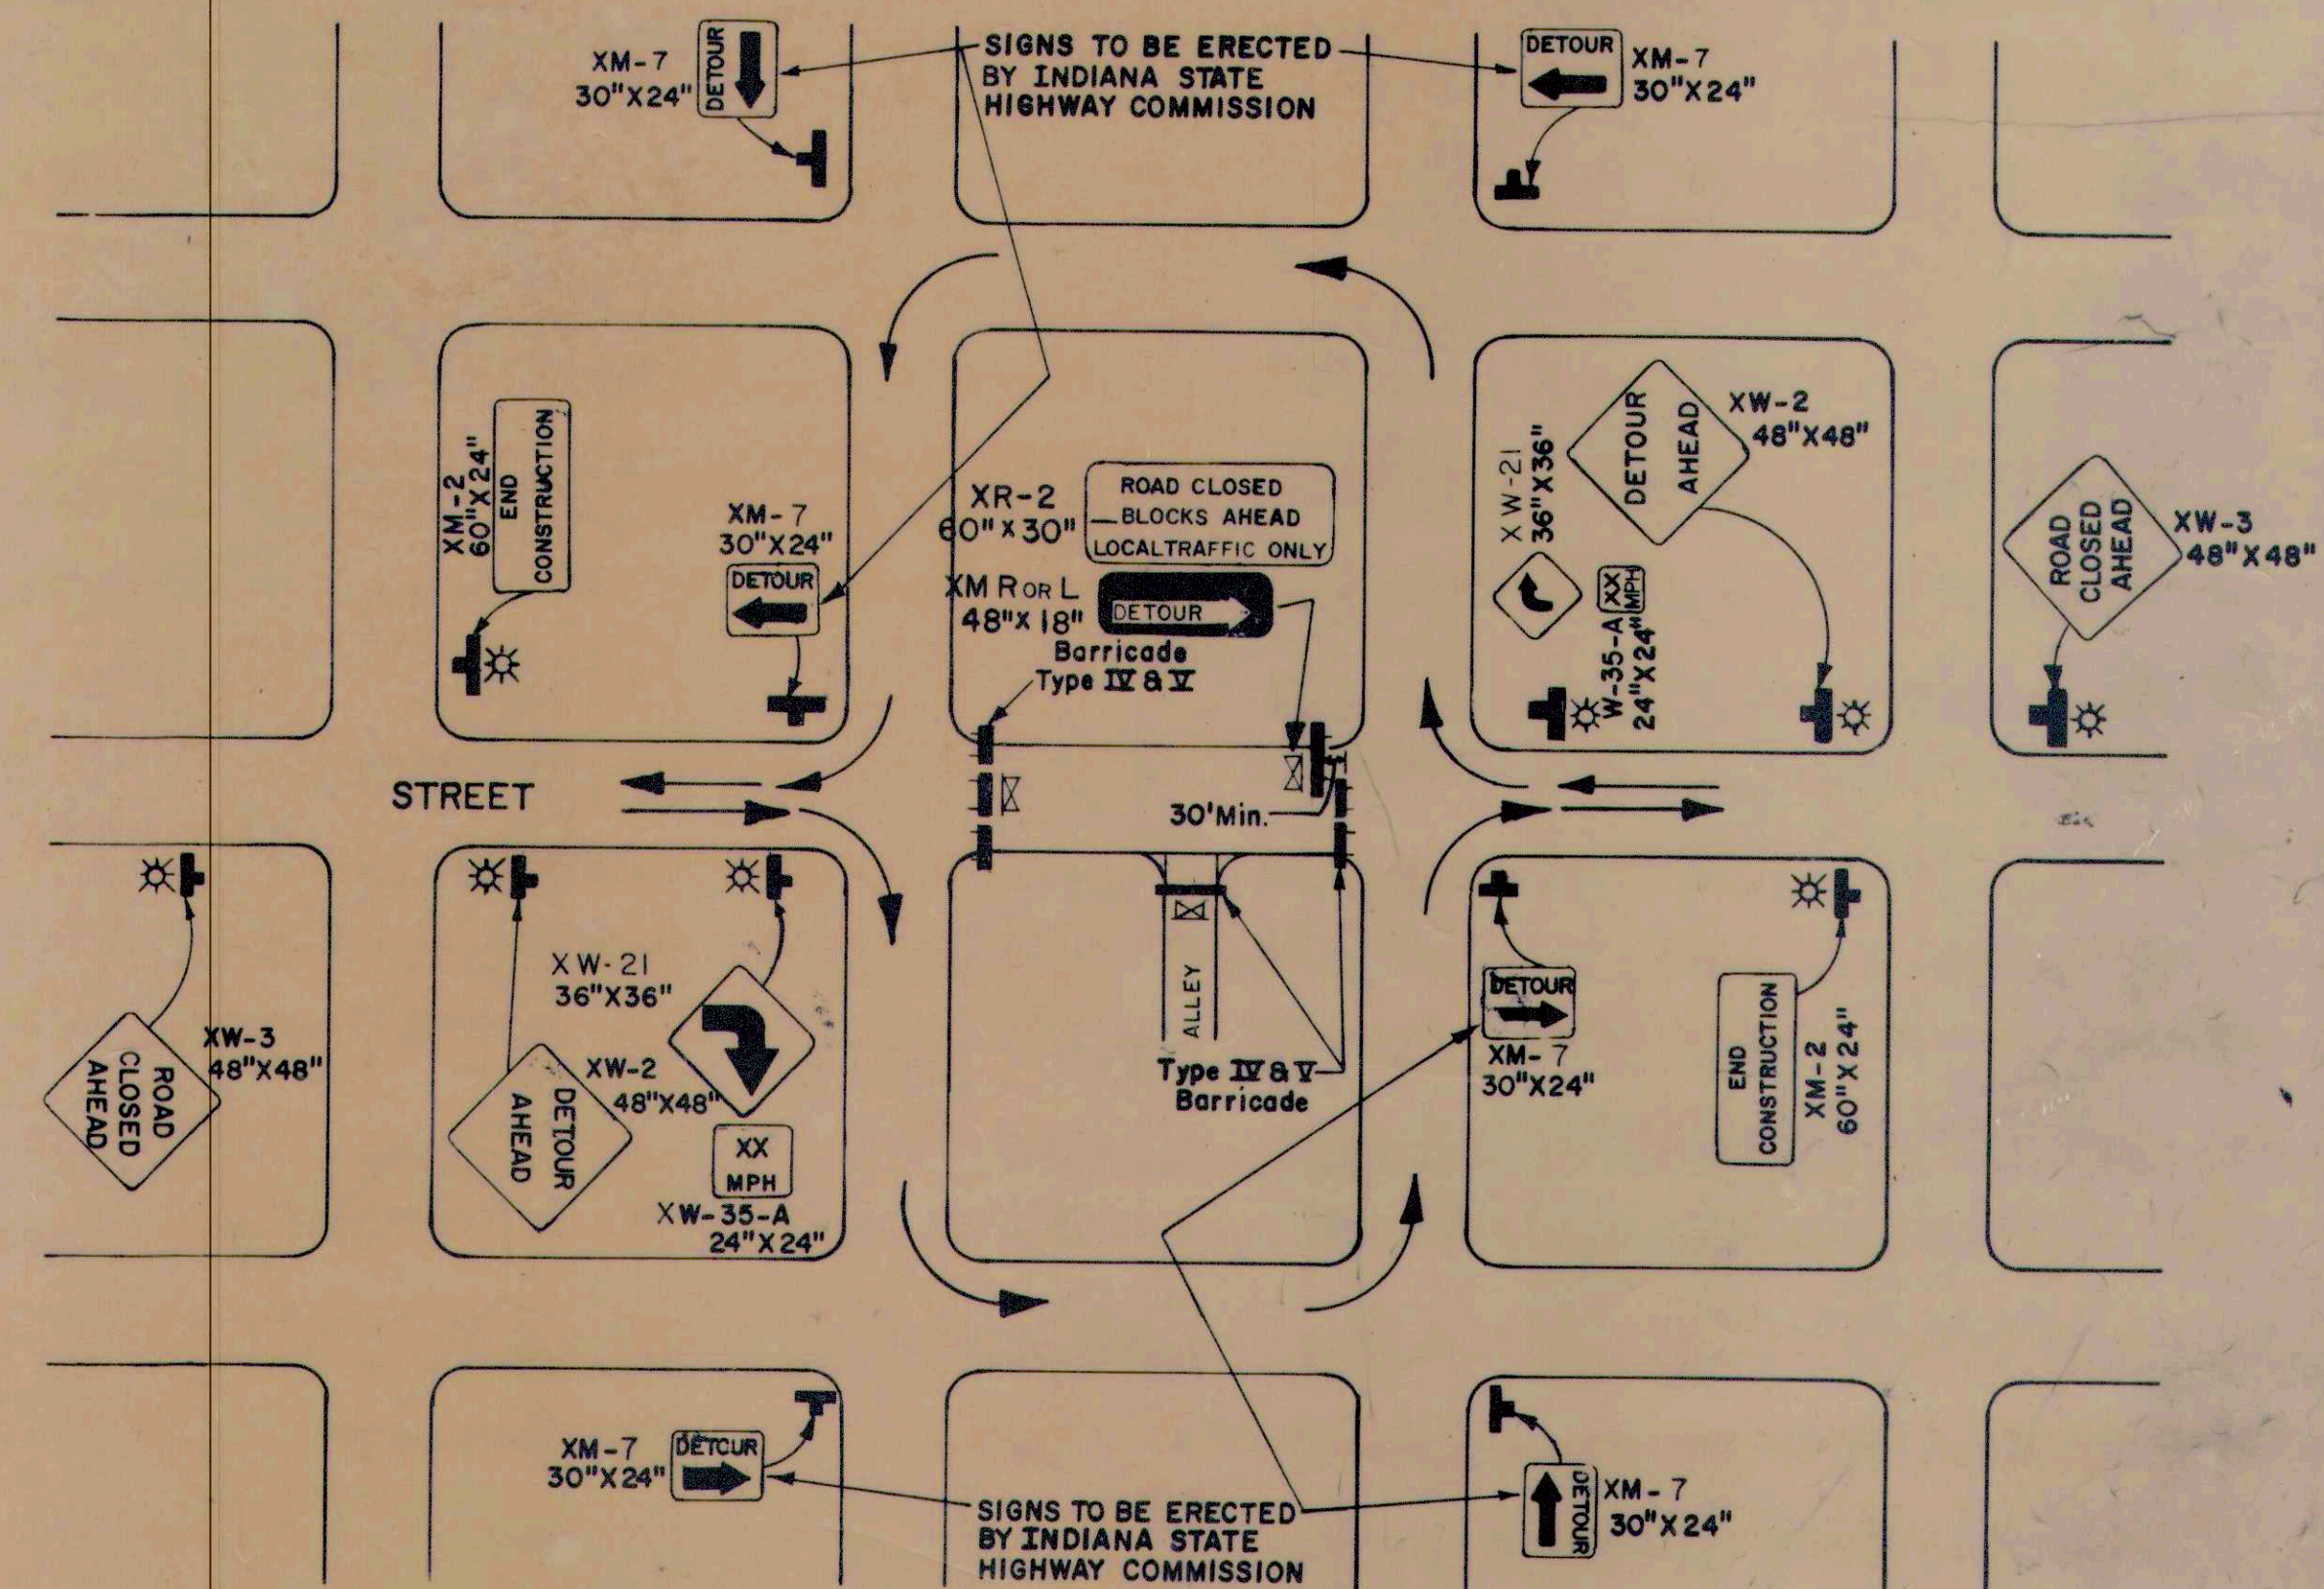 XM-7
30"X24"
DETOUR
SIGNS TO BE ERECTED
BY INDIANA STATE
HIGHWAY COMMISSION
DETOUR
XM-7
30"X24"
XM-2
60"X24"
END
CONSTRUCTION
XM-7
30"X24"
DETOUR
XR-2
60"X30"
ROAD CLOSED
—BLOCKS AHEAD
LOCAL TRAFFIC ONLY
XM R OR L
48"X18"
DETOUR
Barricade
Type IV & V
XW-21
36"X36"
DETOUR
AHEAD
XW-2
48"X48"
XX
MPH
W-35-A
24"X24"
ROAD
CLOSED
AHEAD
XW-3
48"X48"
STREET
30'Min.
ROAD
CLOSED
AHEAD
XW-3
48"X48"
XW-21
36"X36"
XW-2
48"X48"
DETOUR
AHEAD
XX
MPH
XW-35-A
24"X24"
ALLEY
Type IV & V
Barricade
DETOUR
XM-7
30"X24"
END
CONSTRUCTION
XM-2
60"X24"
XM-7
30"X24"
DETOUR
SIGNS TO BE ERECTED
BY INDIANA STATE
HIGHWAY COMMISSION
DETOUR
XM-7
30"X24"